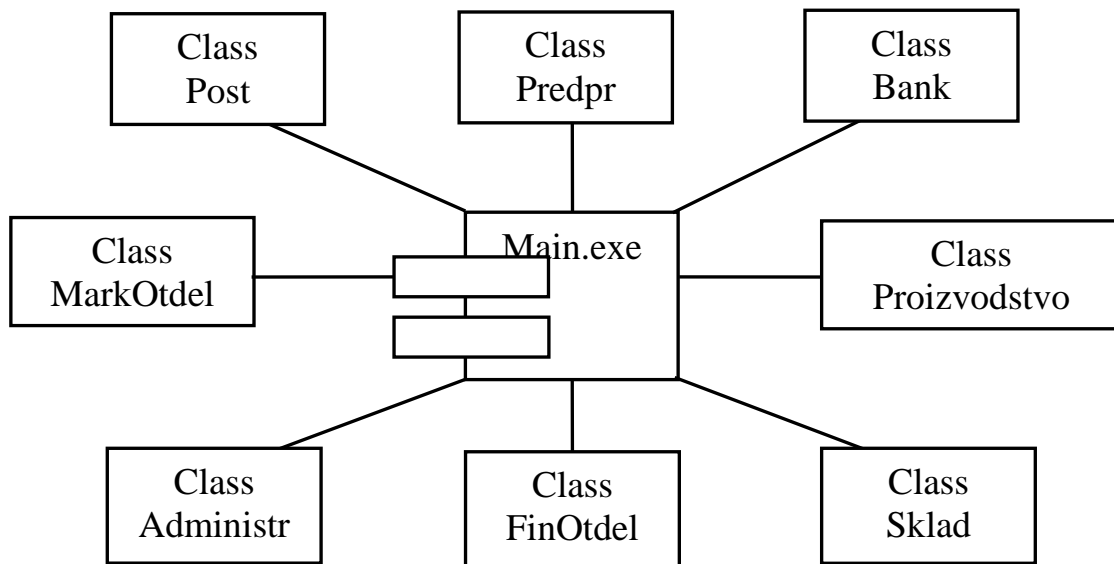 Class
Post
Class
Predpr
Class
Bank
Main.exe
Class
MarkOtdel
Class
Proizvodstvo
Class
Administr
Class
FinOtdel
Class
Sklad